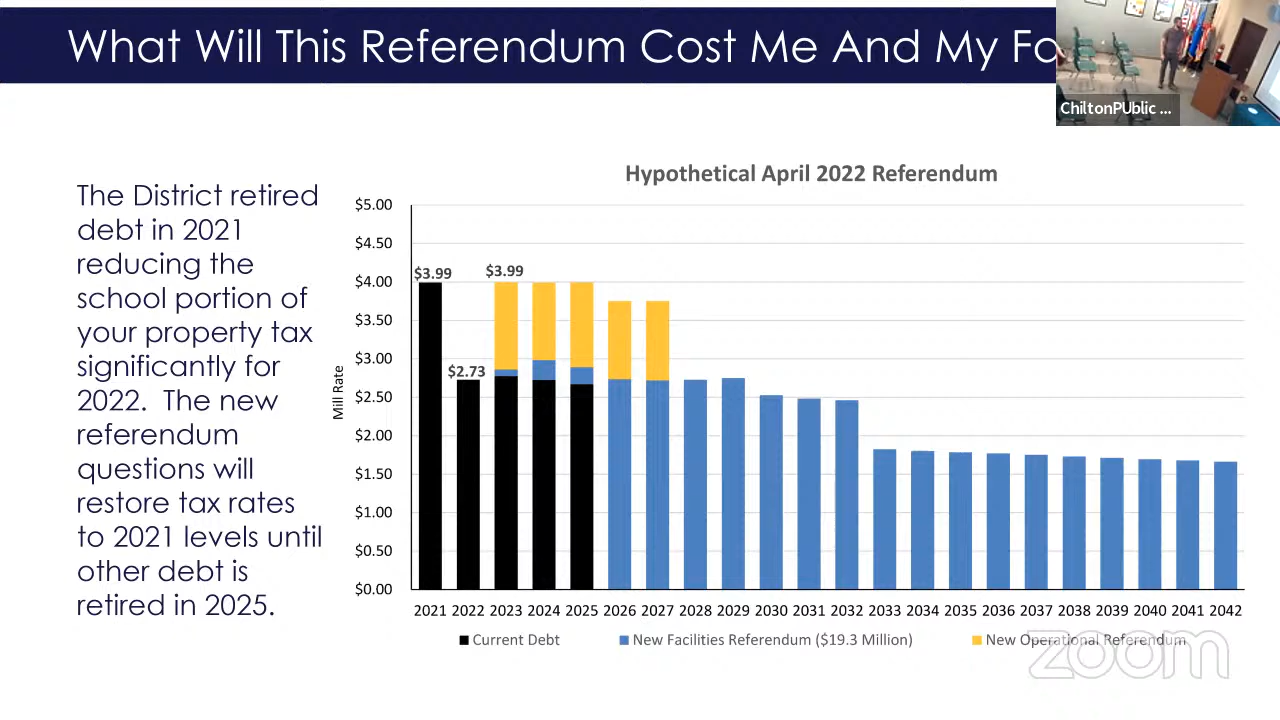 What Will This Referendum Cost Me And My
ChiltonPUblic ...
The District retired
debt in 2021
reducing the
school portion of
your property tax
significantly for
2022. The new
referendum
questions will
restore tax rates
to 2021 levels until
other debt is
retired in 2025.
Hypothetical April 2022 Referendum
Mill Rate
$5.00
$4.50
$4.00
$3.50
$3.00
$2.50
$2.00
$1.50
$1.00
$0.50
$0.00
$3.99
$2.73
$3.99
2021 2022 2023 2024 2025 2026 2027 2028 2029 2030 2031 2032 2033 2034 2035 2036 2037 2038 2039 2040 2041 2042
Current Debt New Facilities Referendum ($19.3 Million) New Operational Referendum
zoom